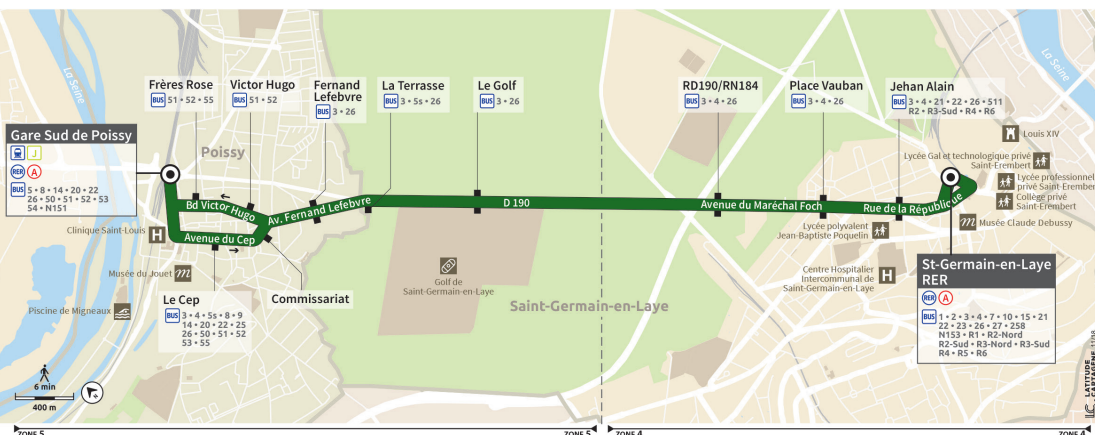 La Seine
La Seine
Frères Rose
BUS 51 • 52 • 55
Victor Hugo
BUS 51 • 52
Fernand
Lefebvre
BUS 3 • 26
La Terrasse
BUS 3 • 5s • 26
Le Golf
BUS 3 • 26
RD190/RN184
BUS 3 • 4 • 26
Place Vauban
BUS 3 • 4 • 26
Jehan Alain
BUS 3 • 4 • 21 • 22 • 26 • 511
R2 • R3-Sud • R4 • R6
Louis XIV
Gare Sud de Poissy
J
RER A
BUS 5 • 8 • 14 • 20 • 22
26 • 50 • 51 • 52 • 53
54 • N151
Poissy
Lycée Gal et technologique privé
Saint-Erembert
Lycée professionnel
privé Saint-Erembert
Collège privé
Saint-Erembert
Bd Victor Hugo
Av. Fernand Lefebvre
D 190
Avenue du Maréchal Foch
Rue de la République
Avenue du Cep
Clinique Saint-Louis H
Musée Claude Debussy
Lycée polyvalent
Jean-Baptiste Poquelin
Musée du Jouet m
Piscine de Migneaux
Le Cep
BUS 3 • 4 • 5s • 8 • 9
14 • 20 • 22 • 25
26 • 50 • 51 • 52
53 • 55
Commissariat
Golf de
Saint-Germain-en-Laye
Saint-Germain-en-Laye
Centre Hospitalier
Intercommunal de
Saint-Germain-en-Laye
H
St-Germain-en-Laye
RER
RER A
BUS 1 • 2 • 3 • 4 • 7 • 10 • 15 • 21
22 • 23 • 26 • 27 • 258
N153 • R1 • R2-Nord
R2-Sud • R3-Nord • R3-Sud
R4 • R5 • R6
6 min
400 m
LATITUDE
CARTAGÈNE
ZONE 5
ZONE 5
ZONE 4
ZONE 4